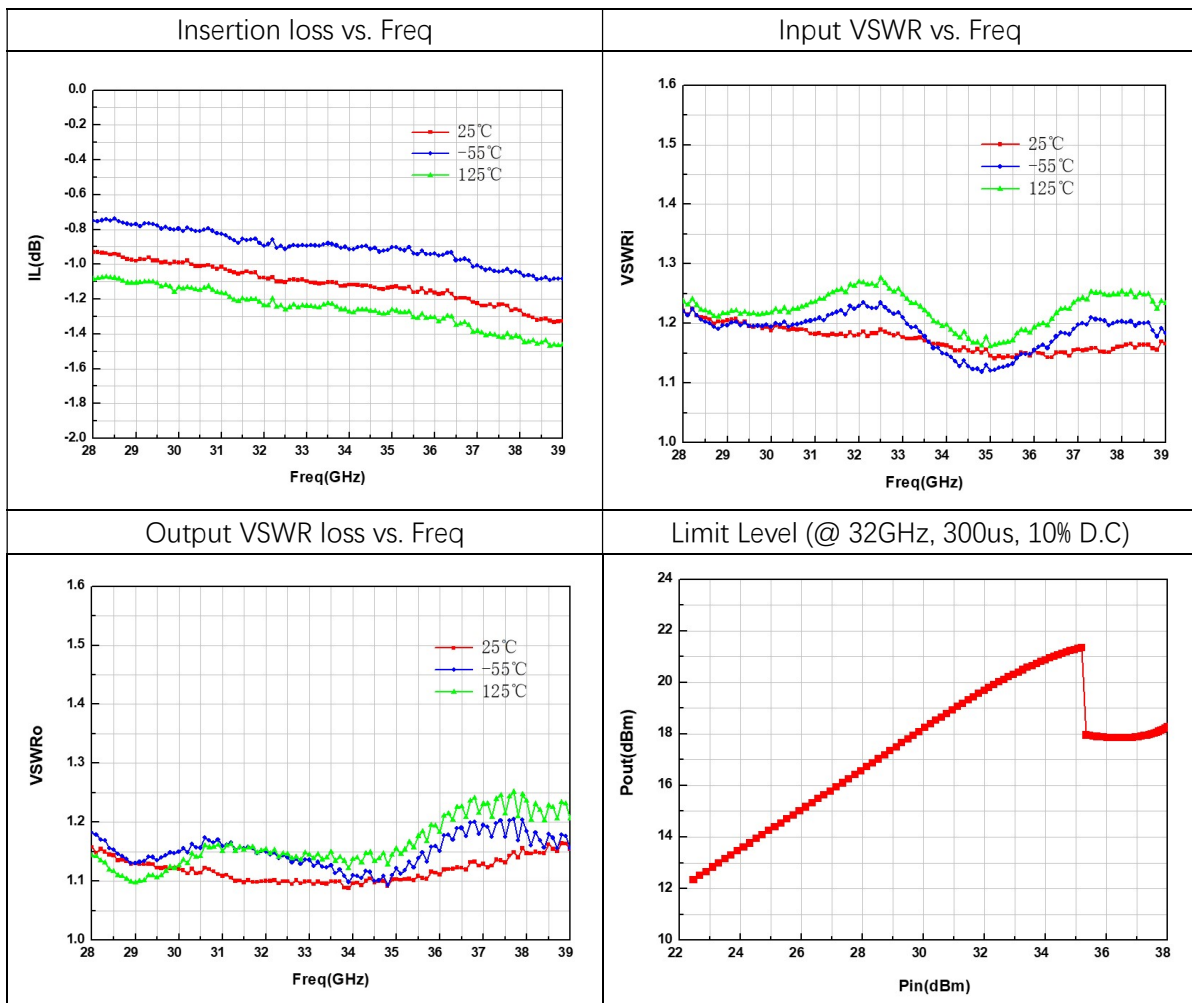 Insertion loss vs. Freq
Input VSWR vs. Freq
0.0
-0.2
-0.4
-0.6
-0.8
-1.0
-1.2
-1.4
-1.6
-1.8
-2.0
IL(dB)
25℃
-55℃
125℃
28 29 30 31 32 33 34 35 36 37 38 39
Freq(GHz)
1.6
1.5
1.4
1.3
1.2
1.1
1.0
VSWRi
25℃
-55℃
125℃
28 29 30 31 32 33 34 35 36 37 38 39
Freq(GHz)
Output VSWR loss vs. Freq
Limit Level (@ 32GHz, 300us, 10% D.C)
1.6
1.5
1.4
1.3
1.2
1.1
1.0
VSWRo
25℃
-55℃
125℃
28 29 30 31 32 33 34 35 36 37 38 39
Freq(GHz)
24
22
20
18
16
14
12
10
Pout(dBm)
22 24 26 28 30 32 34 36 38
Pin(dBm)